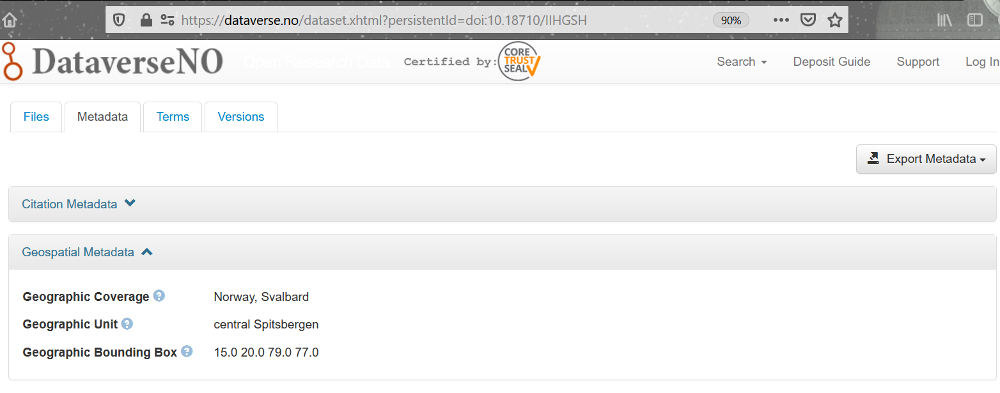 https://dataverse.no/dataset.xhtml?persistentId=doi:10.18710/IIHGSH 90%
DataverseNO Open Research Data Certified by: CORE TRUST SEAL Search Deposit Guide Support Log In
Files Metadata Terms Versions
Export Metadata
Citation Metadata
Geospatial Metadata
Geographic Coverage ? Norway, Svalbard
Geographic Unit ? central Spitsbergen
Geographic Bounding Box ? 15.0 20.0 79.0 77.0